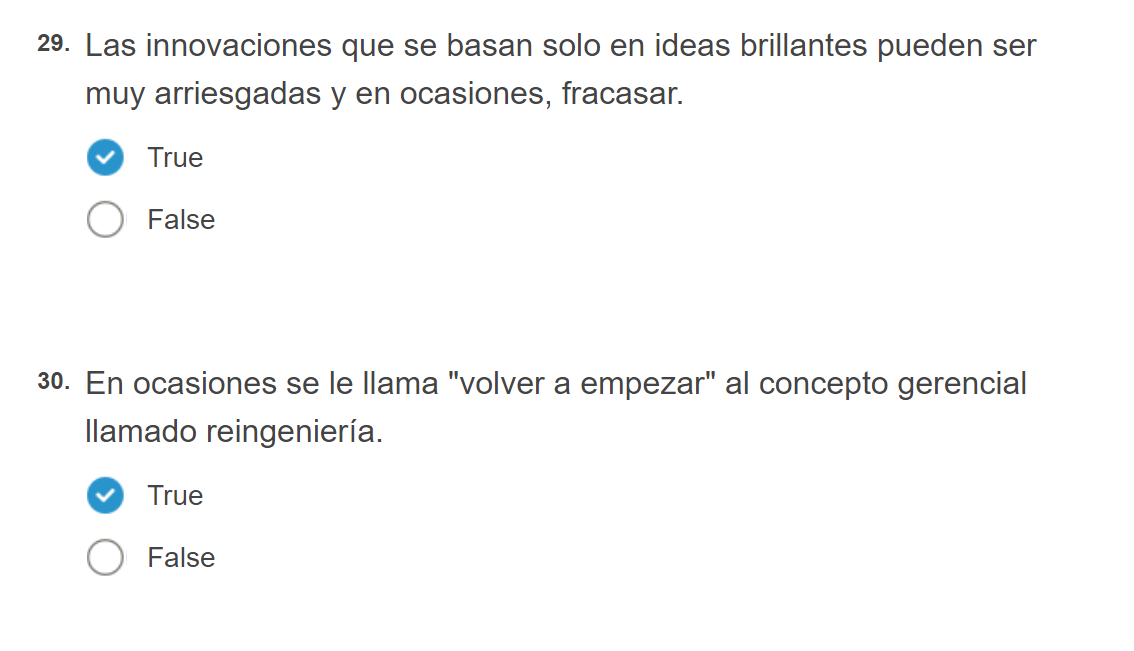 29. Las innovaciones que se basan solo en ideas brillantes pueden ser
muy arriesgadas y en ocasiones, fracasar.
True
False
30. En ocasiones se le llama "volver a empezar" al concepto gerencial
llamado reingeniería.
True
False